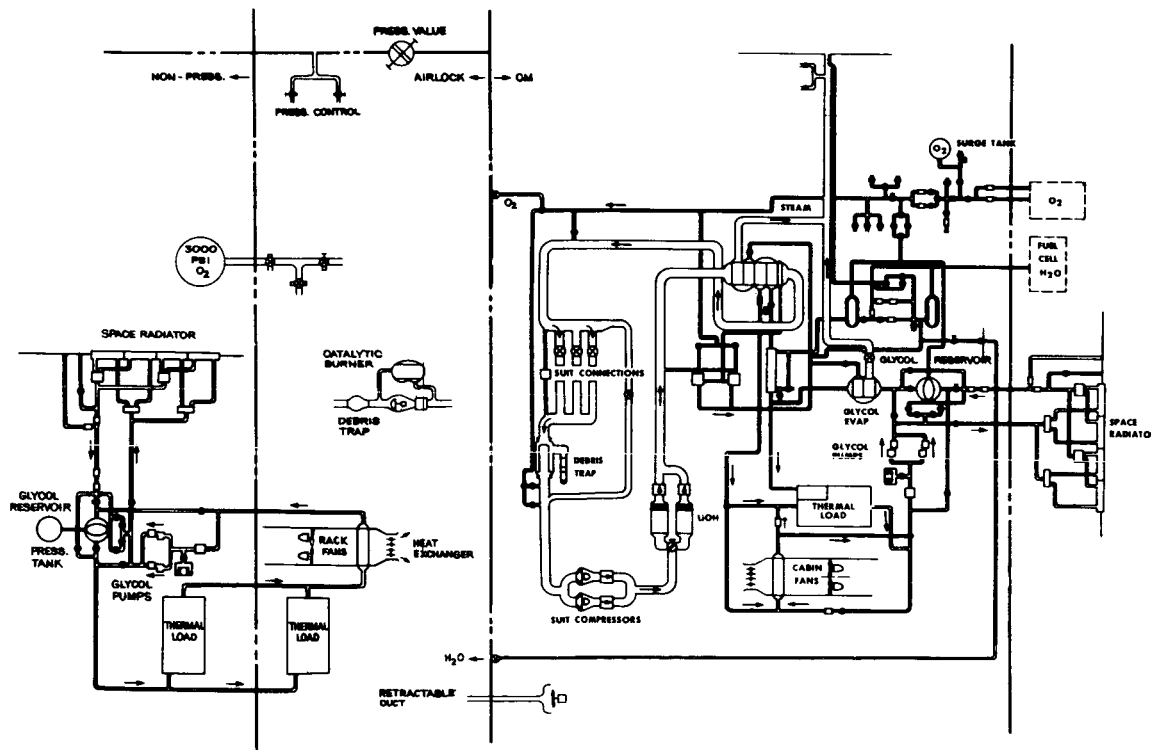 PRESS. VALUE
NON - PRESS.
AIRLOCK
OM
PRESS. CONTROL
O2
SURGE TANK
O2
STEAM
O2
3000
PSI
O2
FUEL
CELL
H2O
SPACE RADIATOR
CATALYTIC
BURNER
DEBRIS
TRAP
SUIT CONNECTIONS
GLYCOL
RESERVOIR
GLYCOL
EVAP
SPACE
RADIATOR
GLYCOL
PUMPS
DEBRIS
TRAP
GLYCOL
RESERVOIR
PRESS.
TANK
GLYCOL
PUMPS
RACK
FANS
HEAT
EXCHANGER
LiOH
THERMAL
LOAD
CABIN
FANS
THERMAL
LOAD
THERMAL
LOAD
SUIT COMPRESSORS
H2O
RETRACTABLE
DUCT